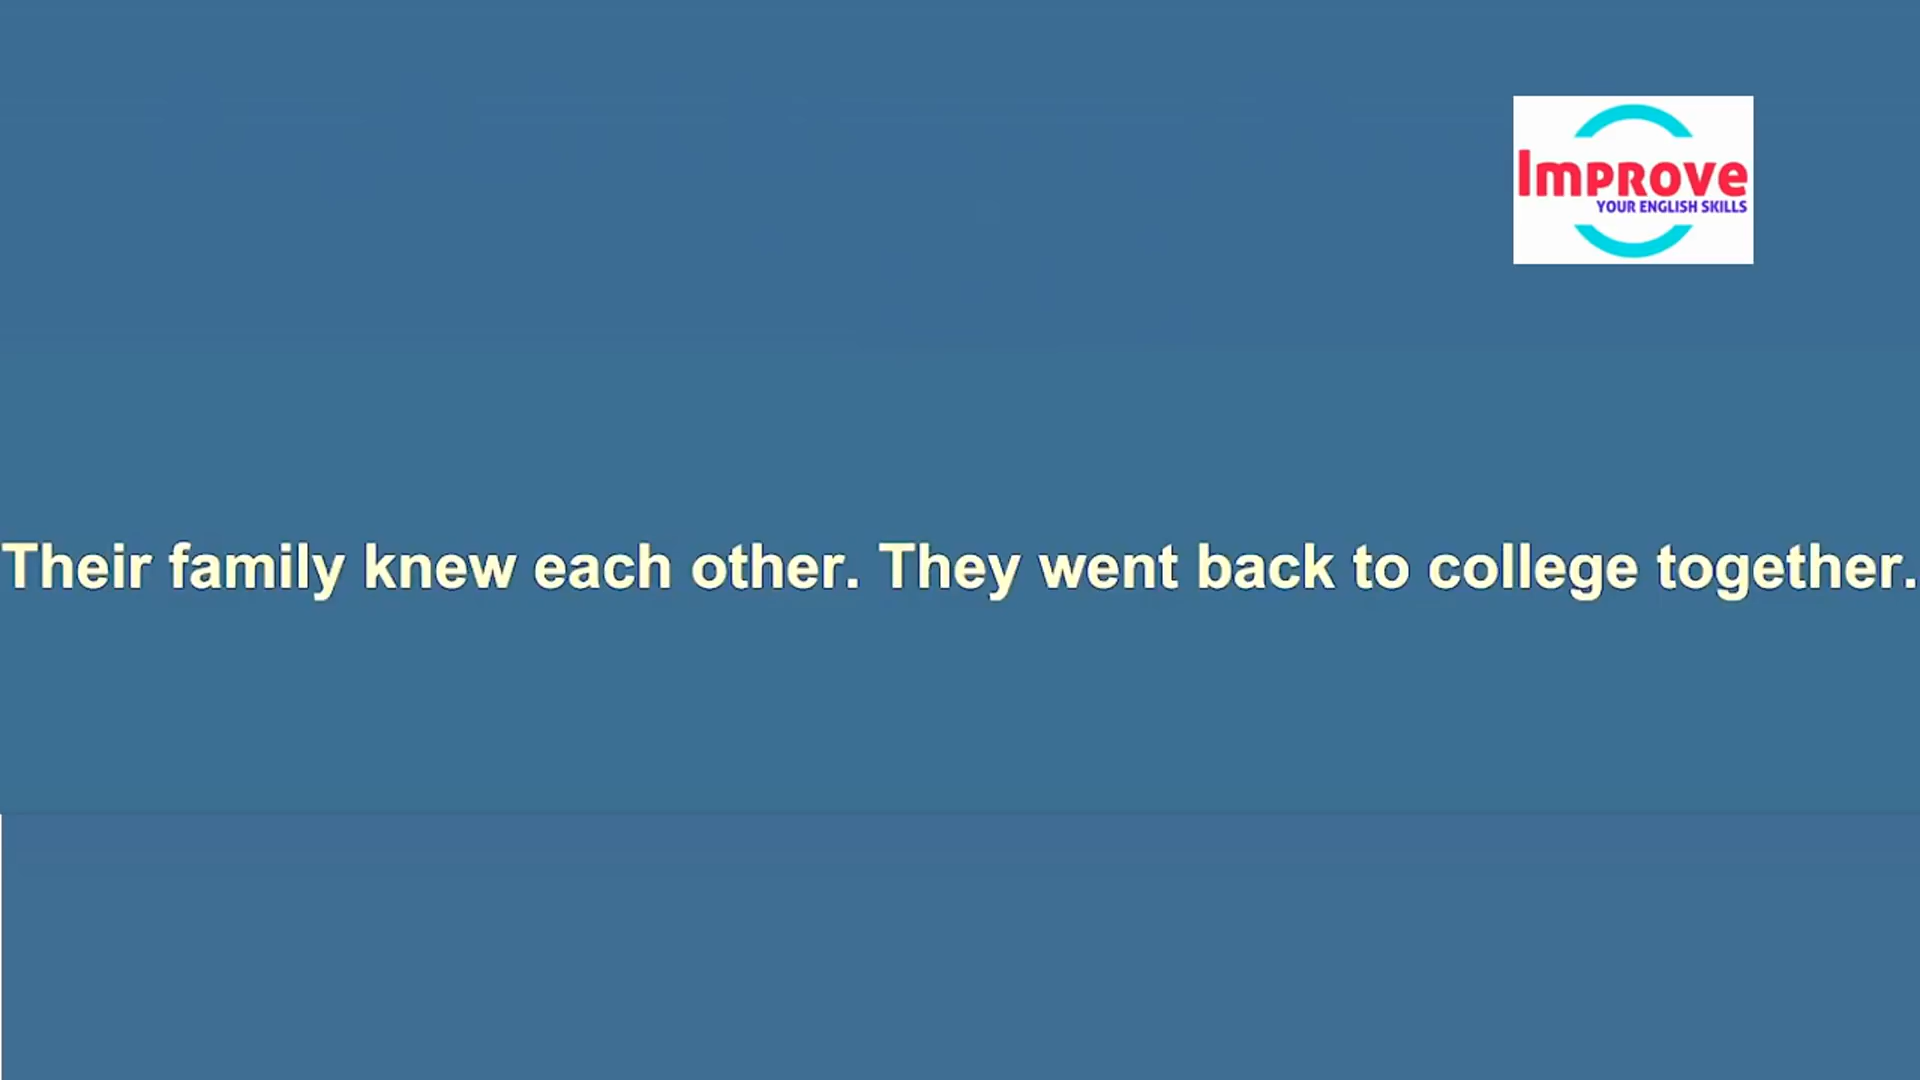 Improve
YOUR ENGLISH SKILLS
Their family knew each other. They went back to college together.